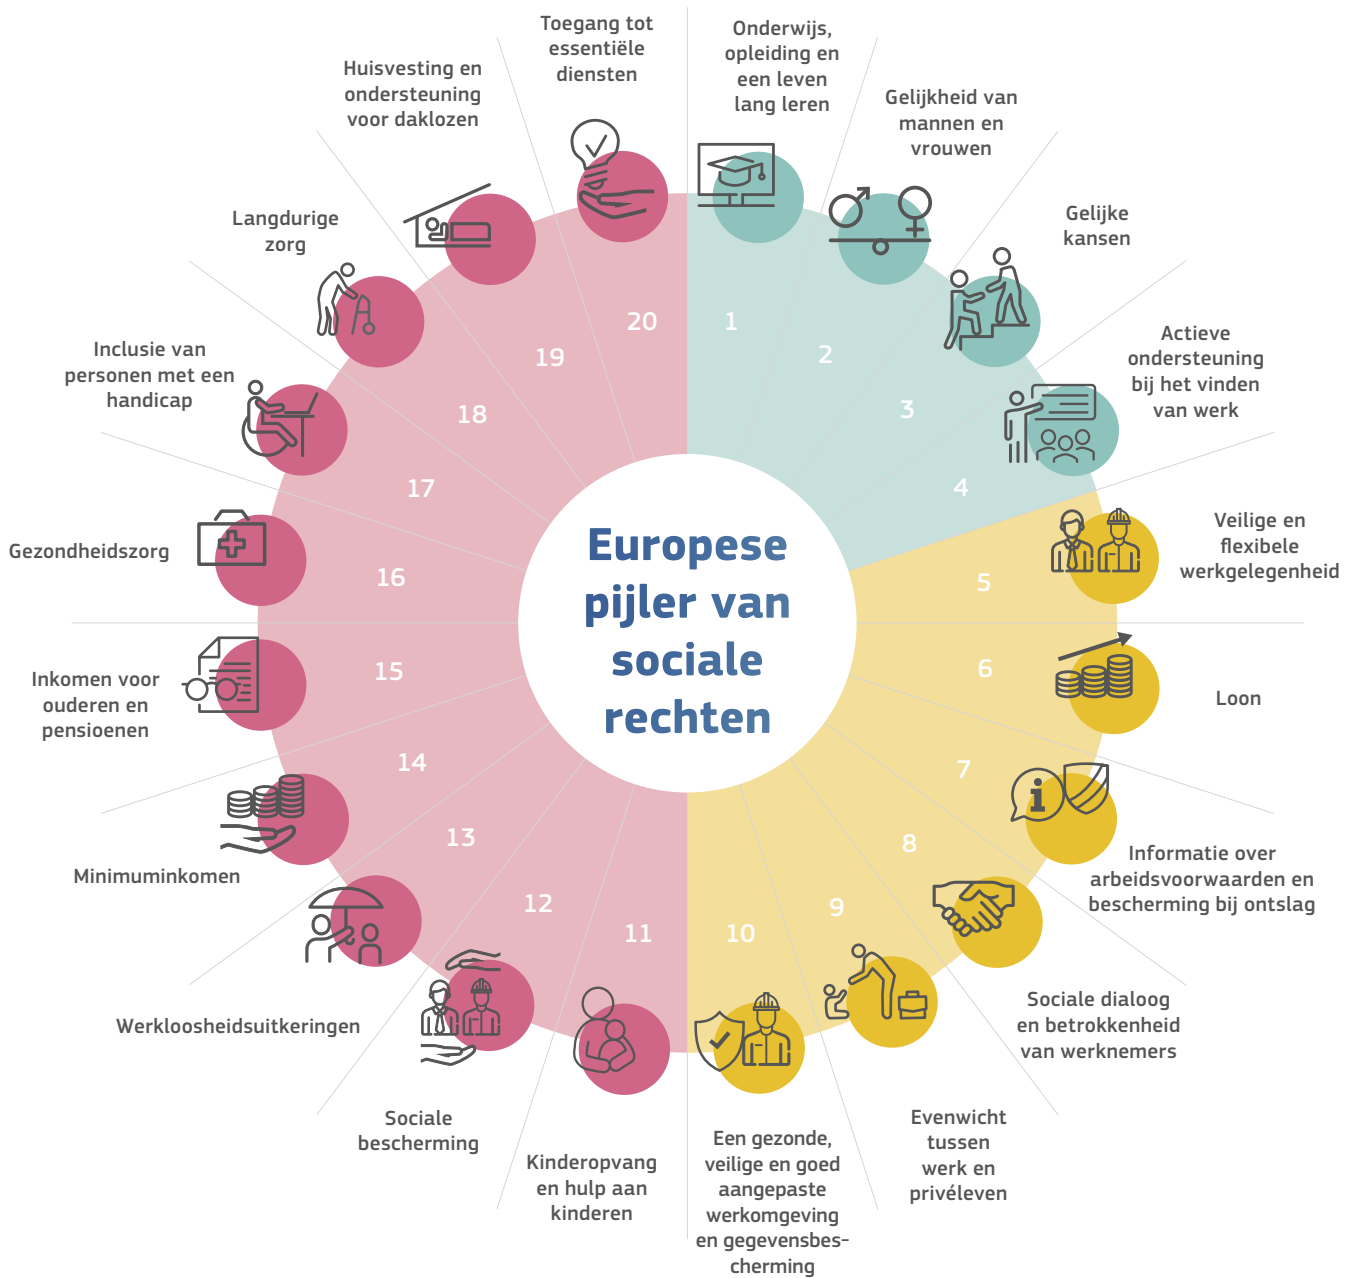 Europese
pijler van
sociale
rechten
1
Onderwijs,
opleiding en
een leven
lang leren
2
Gelijkheid van
mannen en
vrouwen
3
Gelijke
kansen
4
Actieve
ondersteuning
bij het vinden
van werk
5
Veilige en
flexibele
werkgelegenheid
6
Loon
7
Informatie over
arbeidsvoorwaarden en
bescherming bij ontslag
8
Sociale dialoog
en betrokkenheid
van werknemers
9
Evenwicht
tussen
werk en
privéleven
10
Een gezonde,
veilige en goed
aangepaste
werkomgeving
en gegevensbes-
cherming
11
Kinderopvang
en hulp aan
kinderen
12
Sociale
bescherming
13
Werkloosheidsuitkeringen
14
Minimuminkomen
15
Inkomen voor
ouderen en
pensioenen
16
Gezondheidszorg
17
Inclusie van
personen met een
handicap
18
Langdurige
zorg
19
Huisvesting en
ondersteuning
voor daklozen
20
Toegang tot
essentiële
diensten